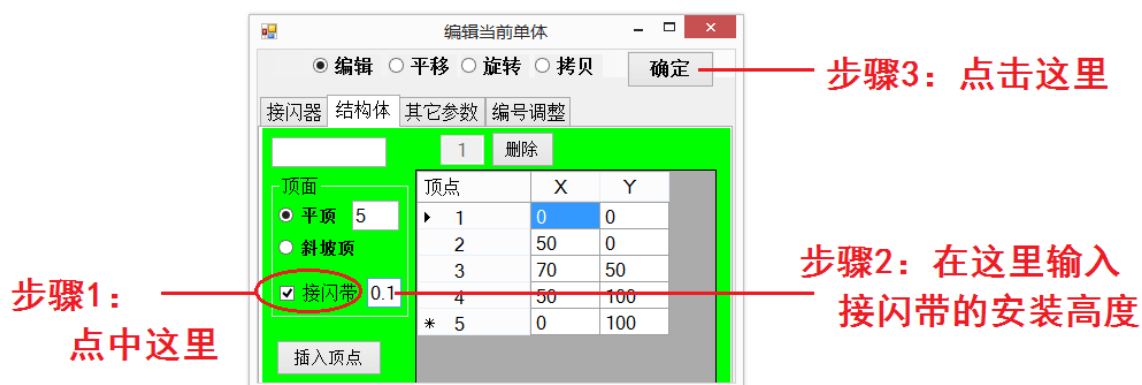 编辑当前单体
编辑 平移 旋转 拷贝 确定
步骤3：点击这里
接闪器 结构体 其它参数 编号调整
1 删除
顶面
平顶 5
斜坡顶
接闪带 0.1
插入顶点
顶点 X Y
1 0 0
2 50 0
3 70 50
4 50 100
* 5 0 100
步骤1：
点中这里
步骤2：在这里输入
接闪带的安装高度